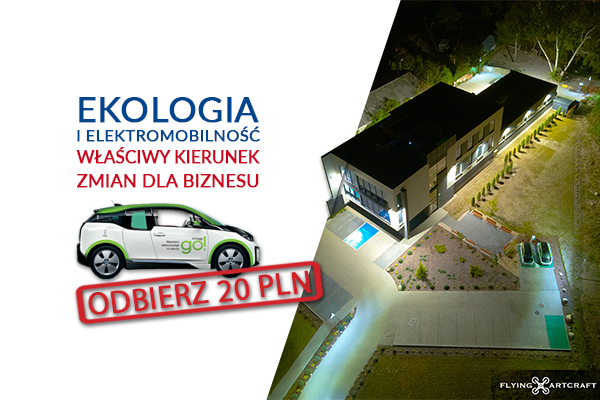 EKOLOGIA
I ELEKTROMOBILNOŚĆ
WŁAŚCIWY KIERUNEK
ZMIAN DLA BIZNESU
go!
ODBIERZ 20 PLN
FLYING ARTCRAFT